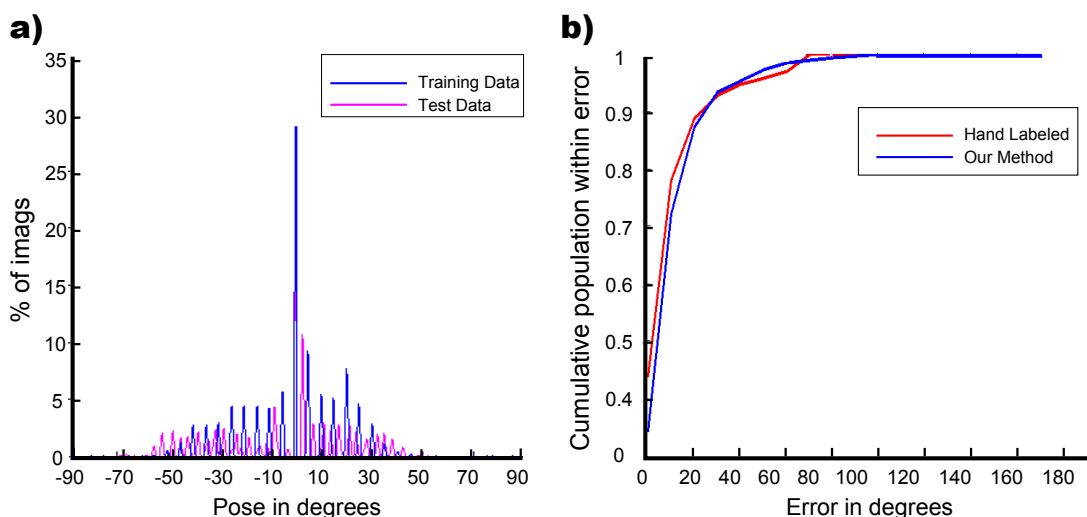 a)
35
30
25
20
15
10
5
0
% of imags
Training Data
Test Data
-90 -70 -50 -30 -10 10 30 50 70 90
Pose in degrees
b)
1
0.9
0.8
0.7
0.6
0.5
0.4
0
Cumulative population within error
Hand Labeled
Our Method
0 20 40 60 80 100 120 140 160 180
Error in degrees